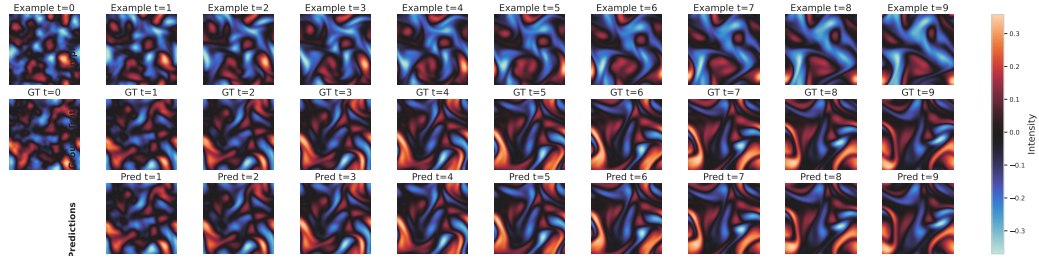 Example t=0 Example t=1 Example t=2 Example t=3 Example t=4 Example t=5 Example t=6 Example t=7 Example t=8 Example t=9
GT t=0 GT t=1 GT t=2 GT t=3 GT t=4 GT t=5 GT t=6 GT t=7 GT t=8 GT t=9
Pred t=1 Pred t=2 Pred t=3 Pred t=4 Pred t=5 Pred t=6 Pred t=7 Pred t=8 Pred t=9
Predictions
0.3
0.2
0.1
0.0
−0.1
−0.2
−0.3
Intensity